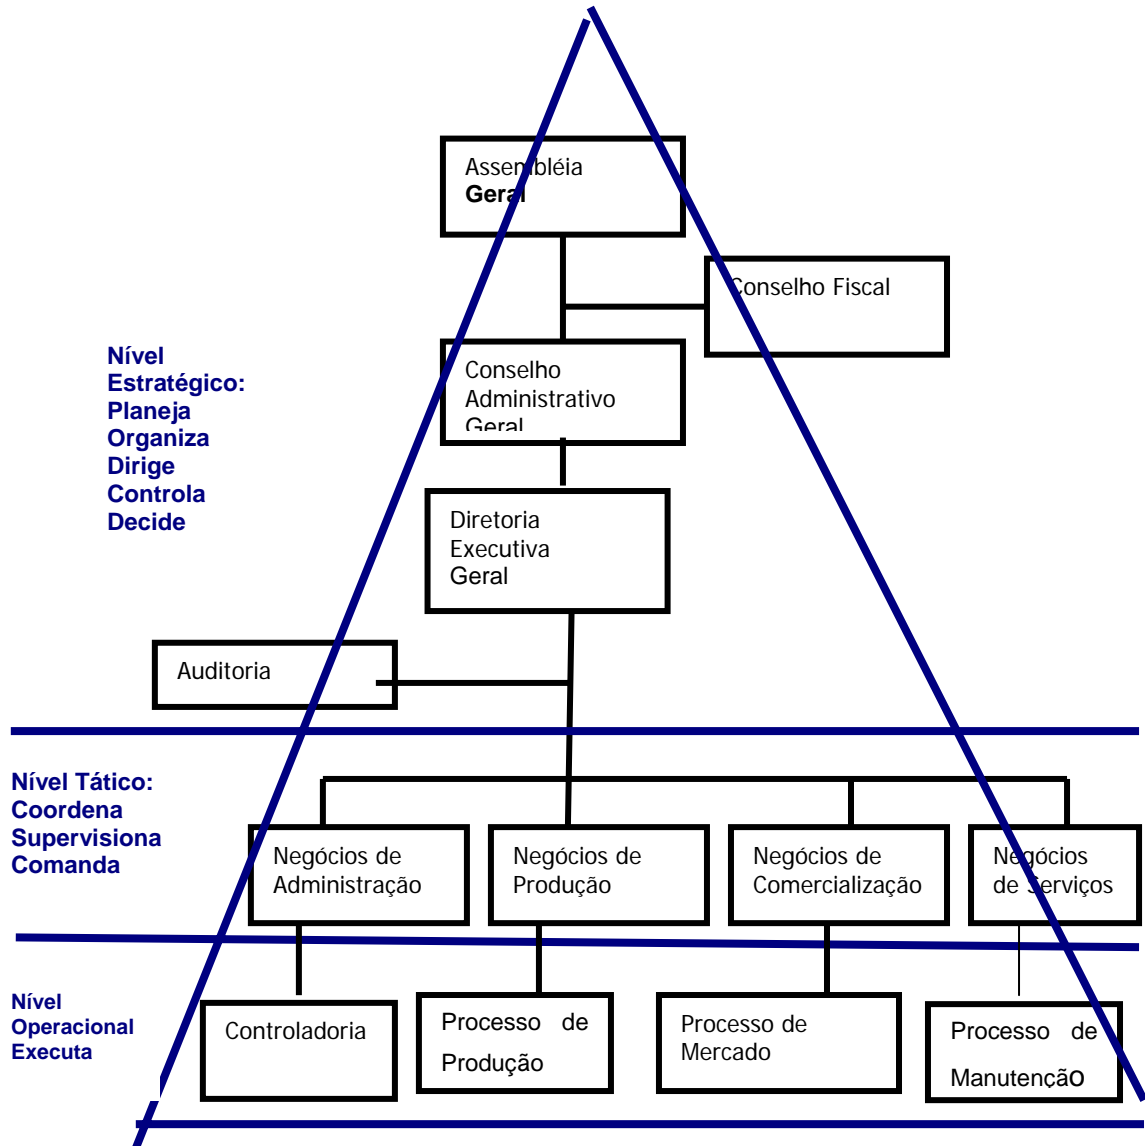 Assembléia
Geral
Conselho Fiscal
Nível
Estratégico:
Planeja
Organiza
Dirige
Controla
Decide
Conselho
Administrativo
Geral
Diretoria
Executiva
Geral
Auditoria
Nível Tático:
Coordena
Supervisiona
Comanda
Negócios de
Administração
Negócios de
Produção
Negócios de
Comercialização
Negócios
de Serviços
Nível
Operacional
Executa
Controladoria
Processo de
Produção
Processo de
Mercado
Processo de
Manutenção